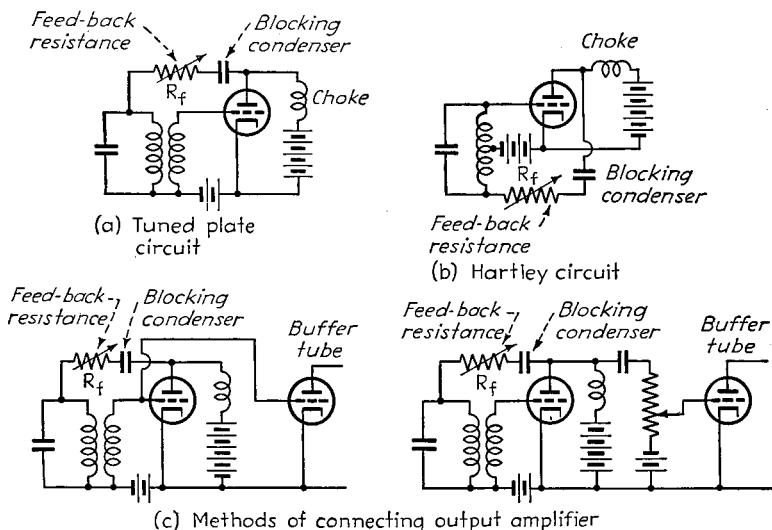 Feed-back
resistance
Blocking
condenser
Rf
Choke
(a) Tuned plate
circuit
Choke
Rf
Blocking
condenser
Feed-back
resistance
(b) Hartley circuit
Feed-back
resistance
Blocking
condenser
Rf
Buffer
tube
Feed-back
resistance
Blocking
condenser
Rf
Buffer
tube
(c) Methods of connecting output amplifier